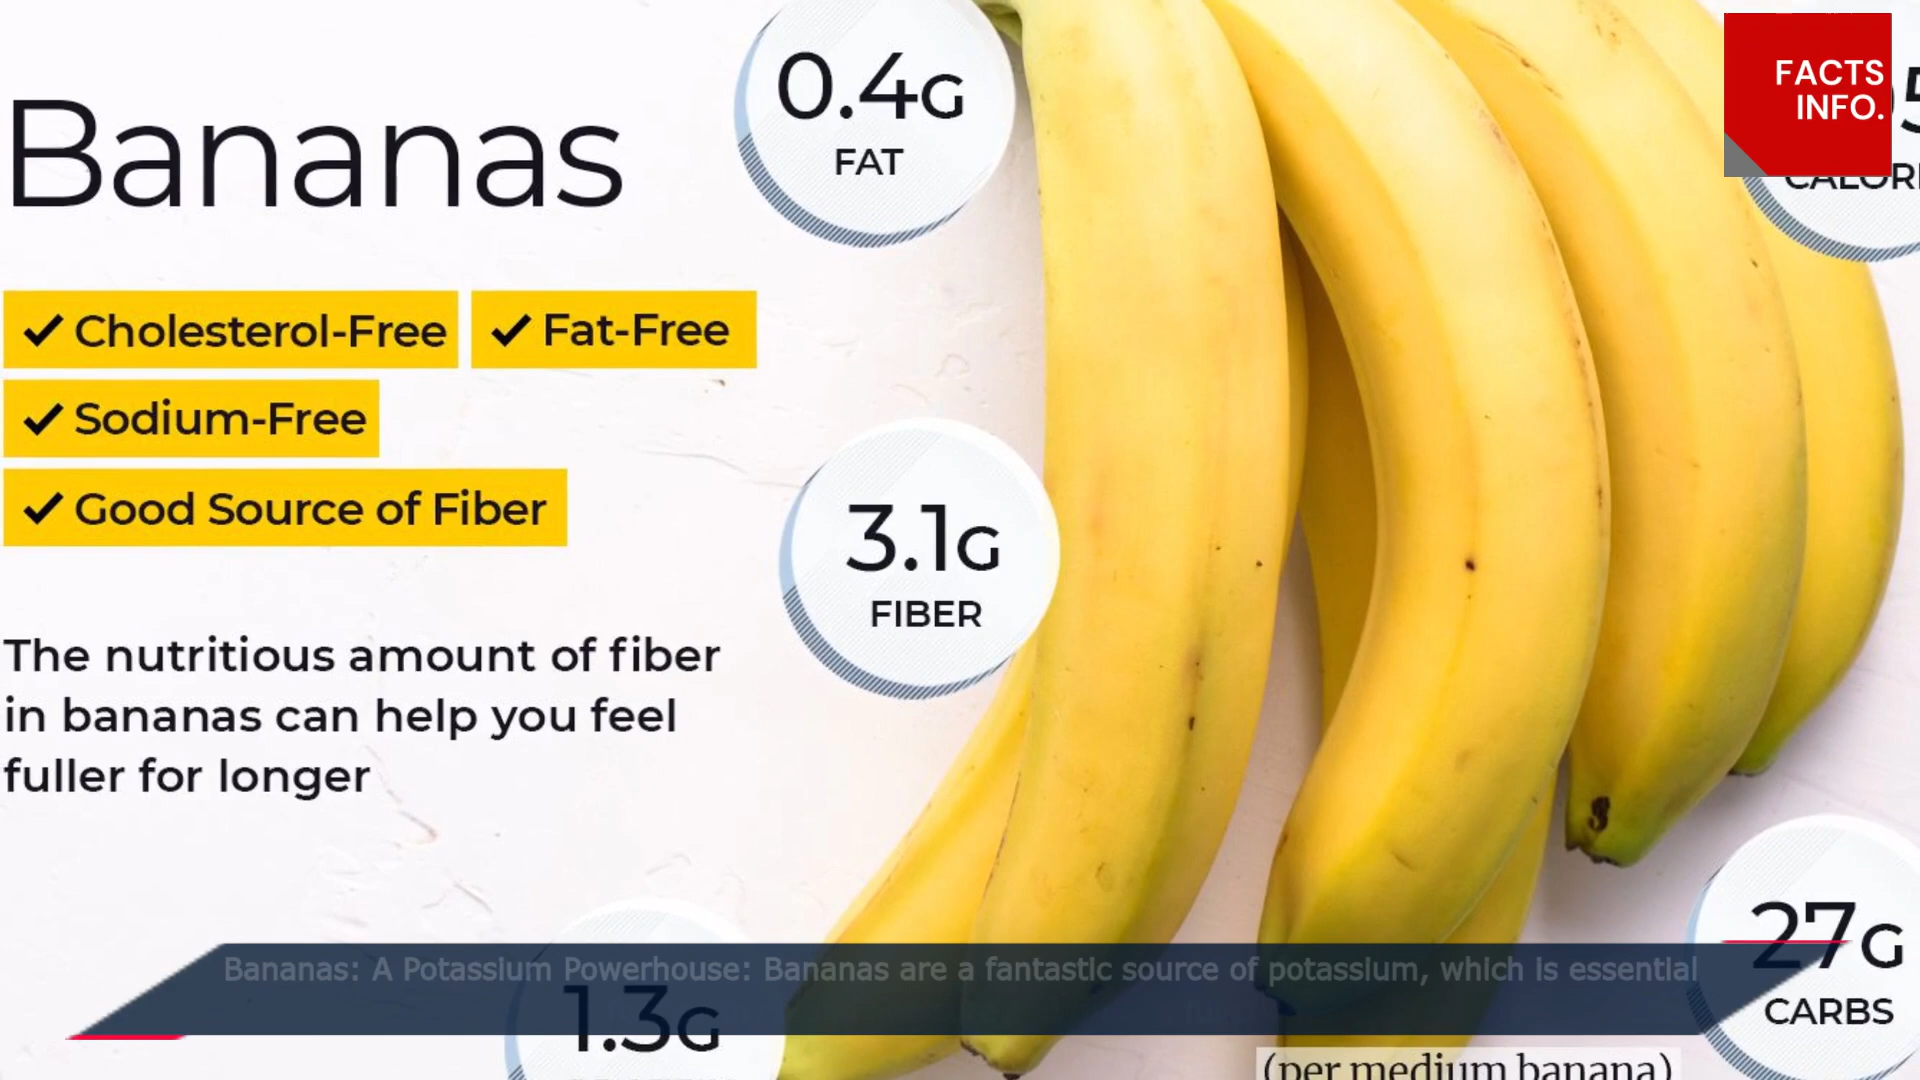 Bananas
✓ Cholesterol-Free ✓ Fat-Free
✓ Sodium-Free
✓ Good Source of Fiber
The nutritious amount of fiber
in bananas can help you feel
fuller for longer
0.4G
FAT
3.1G
FIBER
FACTS
INFO.
5
CALORI
27G
CARBS
1.3G
Bananas: A Potassium Powerhouse: Bananas are a fantastic source of potassium, which is essential
(per medium banana)